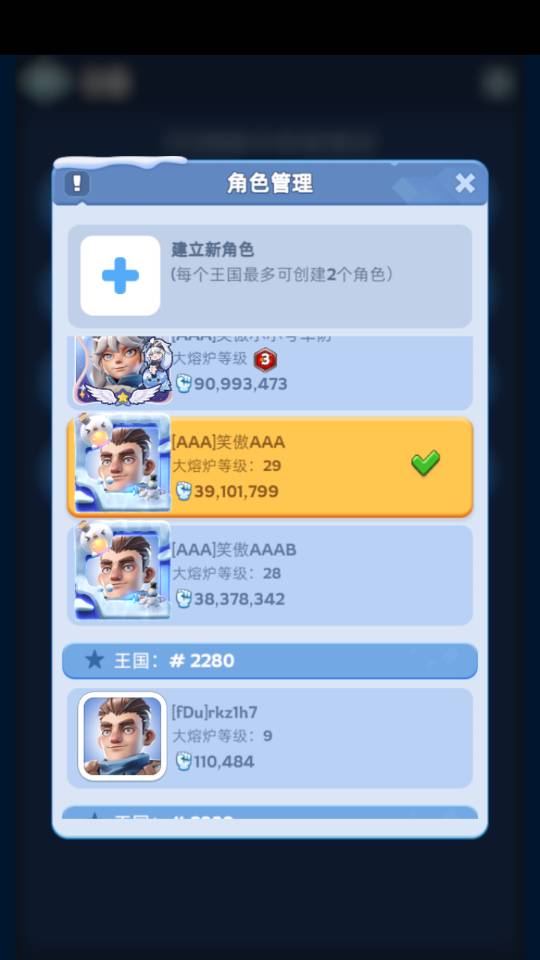 角色管理
建立新角色
(每个王国最多可创建2个角色)
大熔炉等级 3
90,993,473
[AAA]笑傲AAA
大熔炉等级：29
39,101,799
[AAA]笑傲AAAB
大熔炉等级：28
38,378,342
王国：# 2280
[fDu]rkz1h7
大熔炉等级：9
110,484